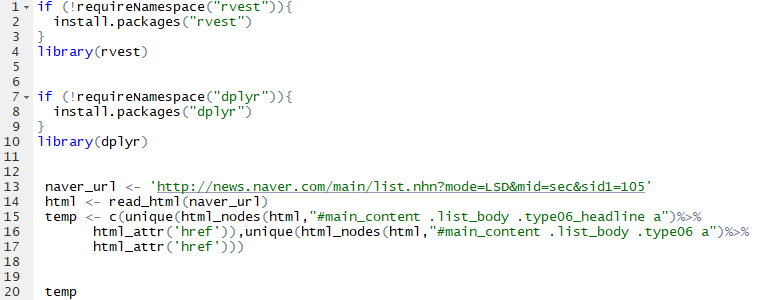 1 if (!requireNamespace("rvest")){
2   install.packages("rvest")
3 }
4 library(rvest)
5
6
7 if (!requireNamespace("dplyr")){
8   install.packages("dplyr")
9 }
10 library(dplyr)
11
12
13  naver_url <- 'http://news.naver.com/main/list.nhn?mode=LSD&mid=sec&sid1=105'
14  html <- read_html(naver_url)
15  temp <- c(unique(html_nodes(html,"#main_content .list_body .type06_headline a")%>%
16        html_attr('href')),unique(html_nodes(html,"#main_content .list_body .type06 a")%>%
17        html_attr('href')))
18
19
20  temp